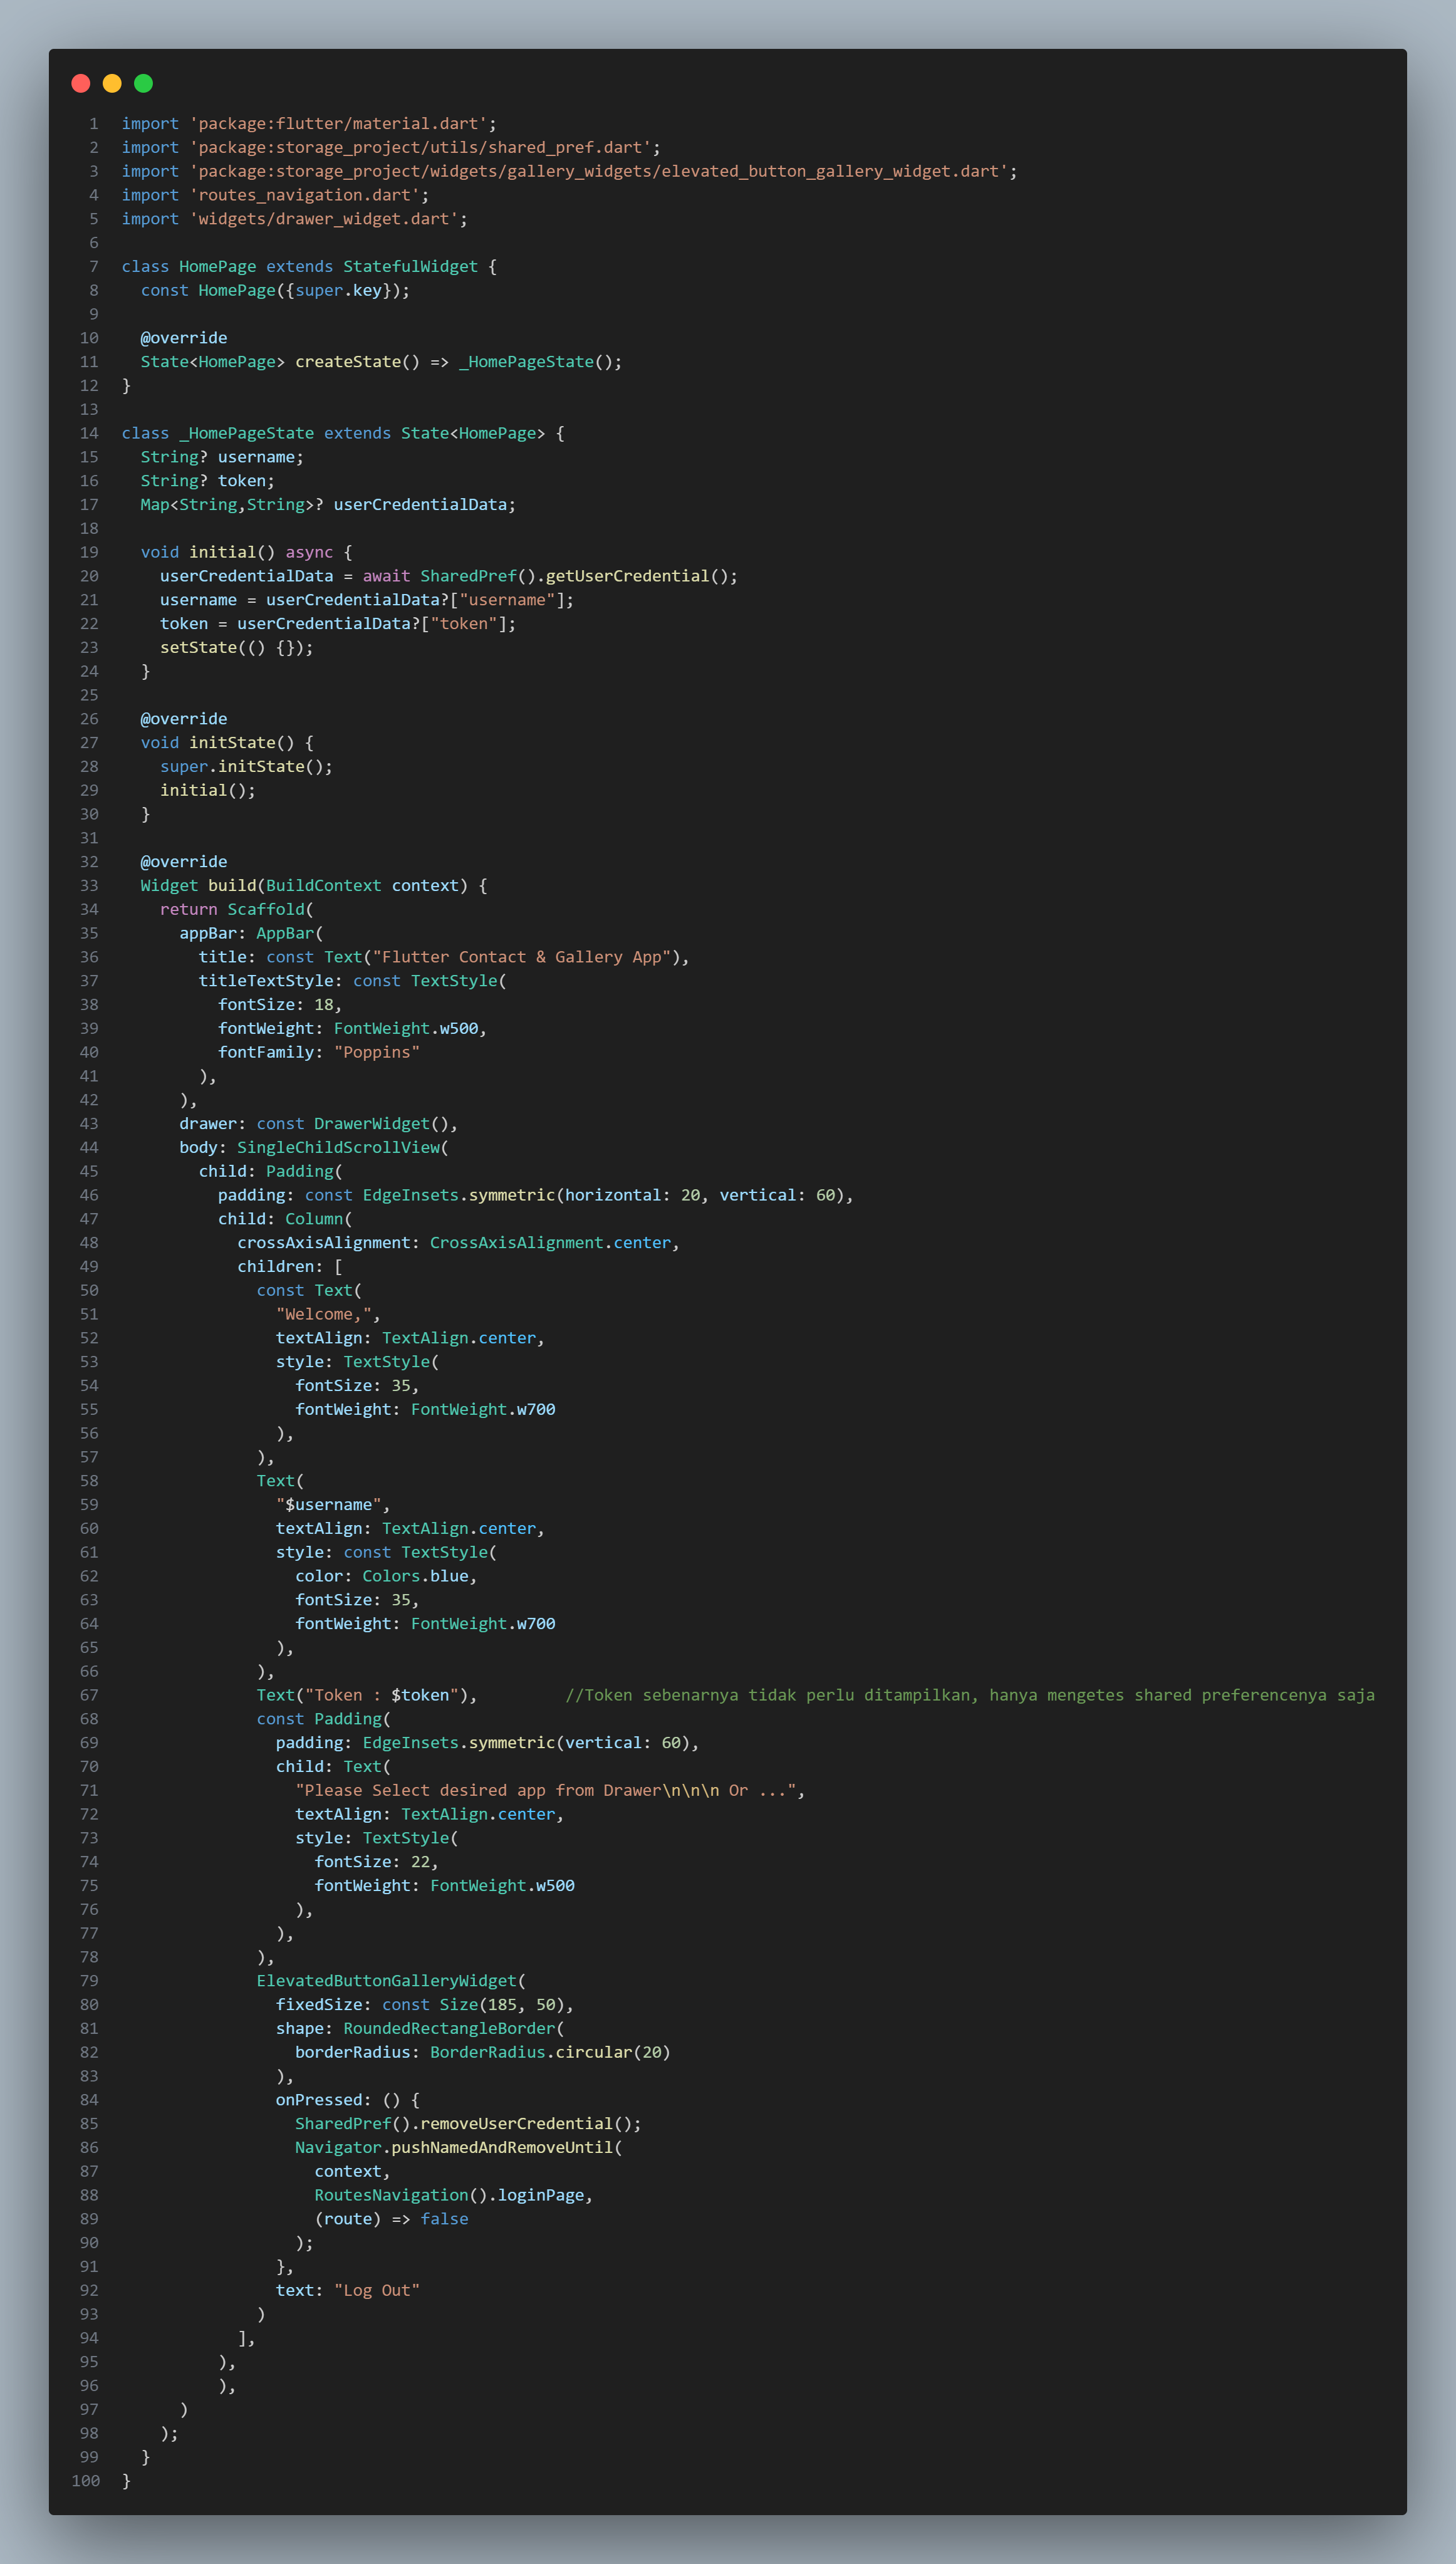 1 import 'package:flutter/material.dart';
2 import 'package:storage_project/utils/shared_pref.dart';
3 import 'package:storage_project/widgets/gallery_widgets/elevated_button_gallery_widget.dart';
4 import 'routes_navigation.dart';
5 import 'widgets/drawer_widget.dart';
6
7 class HomePage extends StatefulWidget {
8   const HomePage({super.key});
9
10   @override
11   State<HomePage> createState() => _HomePageState();
12 }
13
14 class _HomePageState extends State<HomePage> {
15   String? username;
16   String? token;
17   Map<String,String>? userCredentialData;
18
19   void initial() async {
20     userCredentialData = await SharedPref().getUserCredential();
21     username = userCredentialData?["username"];
22     token = userCredentialData?["token"];
23     setState(() {});
24   }
25
26   @override
27   void initState() {
28     super.initState();
29     initial();
30   }
31
32   @override
33   Widget build(BuildContext context) {
34     return Scaffold(
35       appBar: AppBar(
36         title: const Text("Flutter Contact & Gallery App"),
37         titleTextStyle: const TextStyle(
38           fontSize: 18,
39           fontWeight: FontWeight.w500,
40           fontFamily: "Poppins"
41         ),
42       ),
43       drawer: const DrawerWidget(),
44       body: SingleChildScrollView(
45         child: Padding(
46           padding: const EdgeInsets.symmetric(horizontal: 20, vertical: 60),
47           child: Column(
48             crossAxisAlignment: CrossAxisAlignment.center,
49             children: [
50               const Text(
51                 "Welcome,",
52                 textAlign: TextAlign.center,
53                 style: TextStyle(
54                   fontSize: 35,
55                   fontWeight: FontWeight.w700
56                 ),
57               ),
58               Text(
59                 "$username",
60                 textAlign: TextAlign.center,
61                 style: const TextStyle(
62                   color: Colors.blue,
63                   fontSize: 35,
64                   fontWeight: FontWeight.w700
65                 ),
66               ),
67               Text("Token : $token"),         //Token sebenarnya tidak perlu ditampilkan, hanya mengetes shared preferencenya saja
68               const Padding(
69                 padding: EdgeInsets.symmetric(vertical: 60),
70                 child: Text(
71                   "Please Select desired app from Drawer\n\n\n Or ...",
72                   textAlign: TextAlign.center,
73                   style: TextStyle(
74                     fontSize: 22,
75                     fontWeight: FontWeight.w500
76                   ),
77                 ),
78               ),
79               ElevatedButtonGalleryWidget(
80                 fixedSize: const Size(185, 50),
81                 shape: RoundedRectangleBorder(
82                   borderRadius: BorderRadius.circular(20)
83                 ),
84                 onPressed: () {
85                   SharedPref().removeUserCredential();
86                   Navigator.pushNamedAndRemoveUntil(
87                     context,
88                     RoutesNavigation().loginPage,
89                     (route) => false
90                   );
91                 },
92                 text: "Log Out"
93               )
94             ],
95           ),
96           ),
97       )
98     );
99   }
100 }